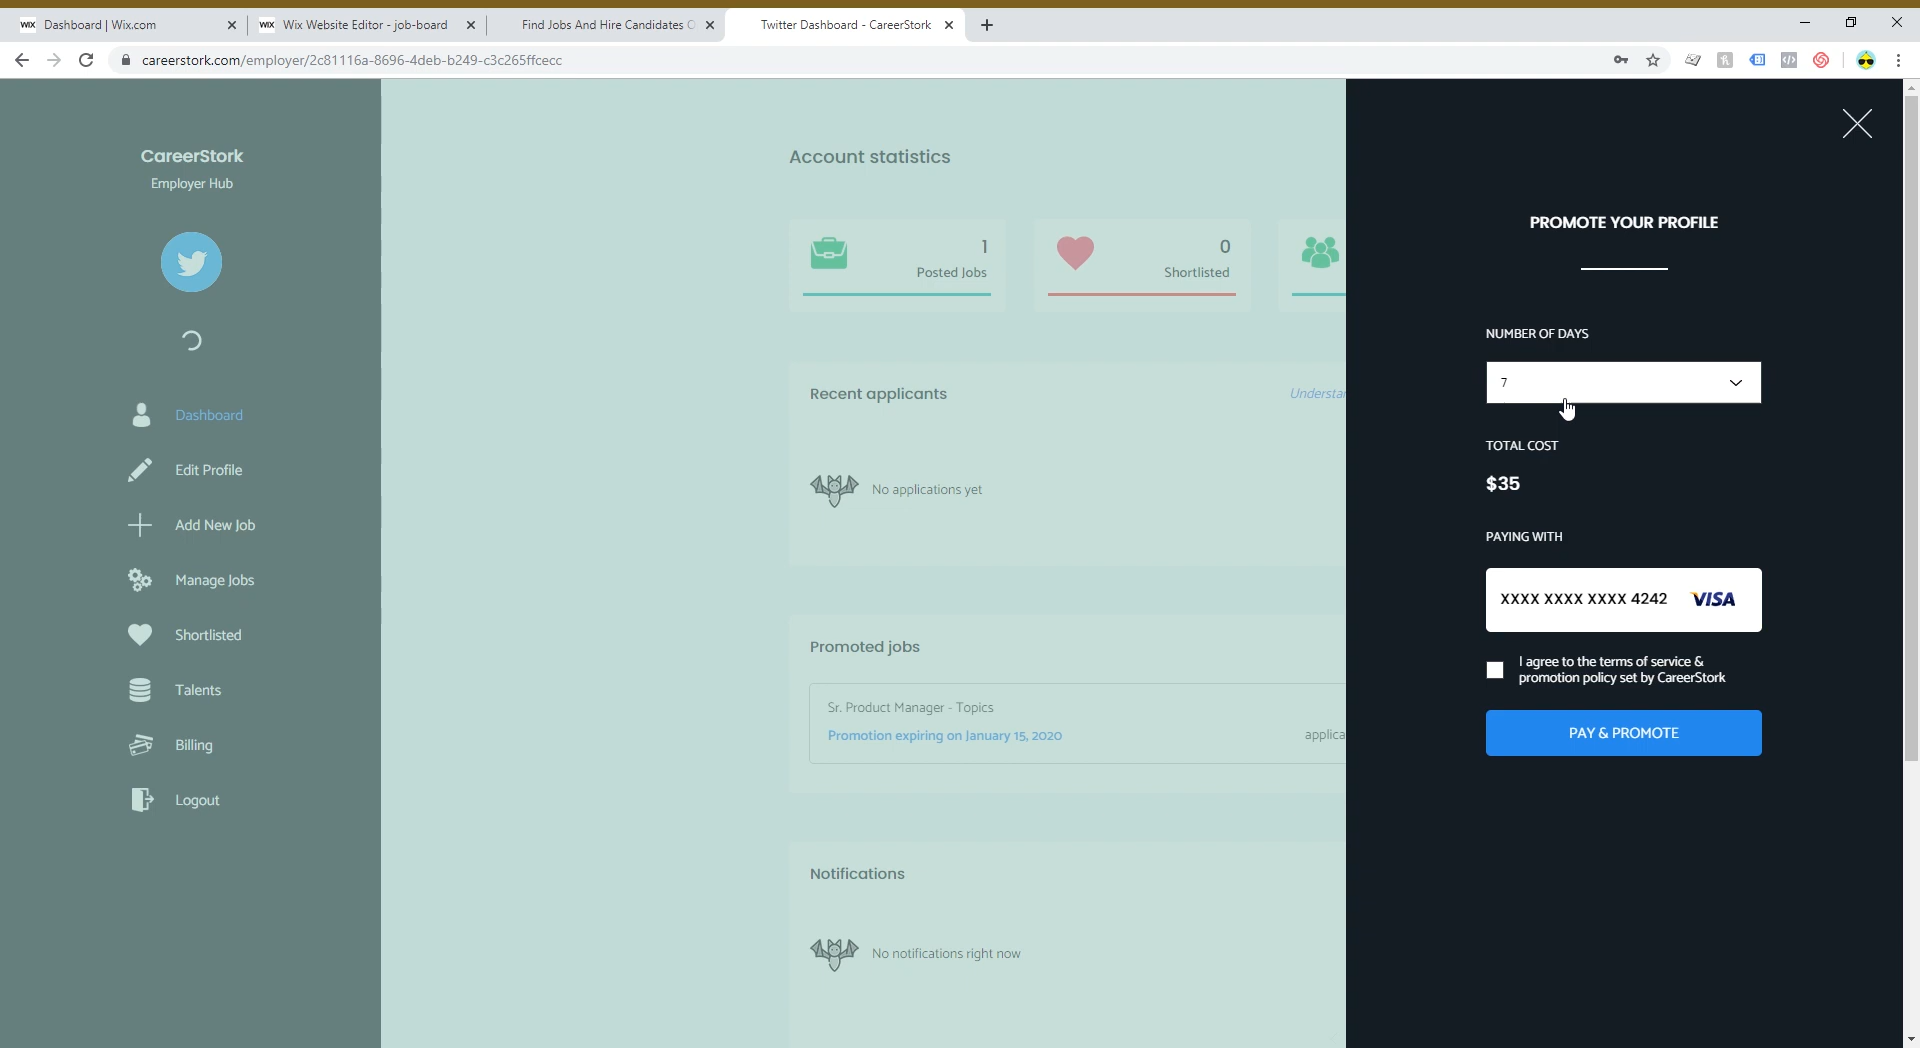 WIX Dashboard | Wix.com
WIX Wix Website Editor - job-board
Find Jobs And Hire Candidates O
Twitter Dashboard - CareerStork
careerstork.com/employer/2c81116a-8696-4deb-b249-c3c265ffcecc
CareerStork
Employer Hub
Dashboard
Edit Profile
Add New Job
Manage Jobs
Shortlisted
Talents
Billing
Logout
Account statistics
1
Posted Jobs
0
Shortlisted
Recent applicants
Understa
No applications yet
Promoted jobs
Sr. Product Manager - Topics
Promotion expiring on January 15, 2020
applica
Notifications
No notifications right now
PROMOTE YOUR PROFILE
NUMBER OF DAYS
7
TOTAL COST
$35
PAYING WITH
XXXX XXXX XXXX 4242 VISA
I agree to the terms of service &
promotion policy set by CareerStork
PAY & PROMOTE